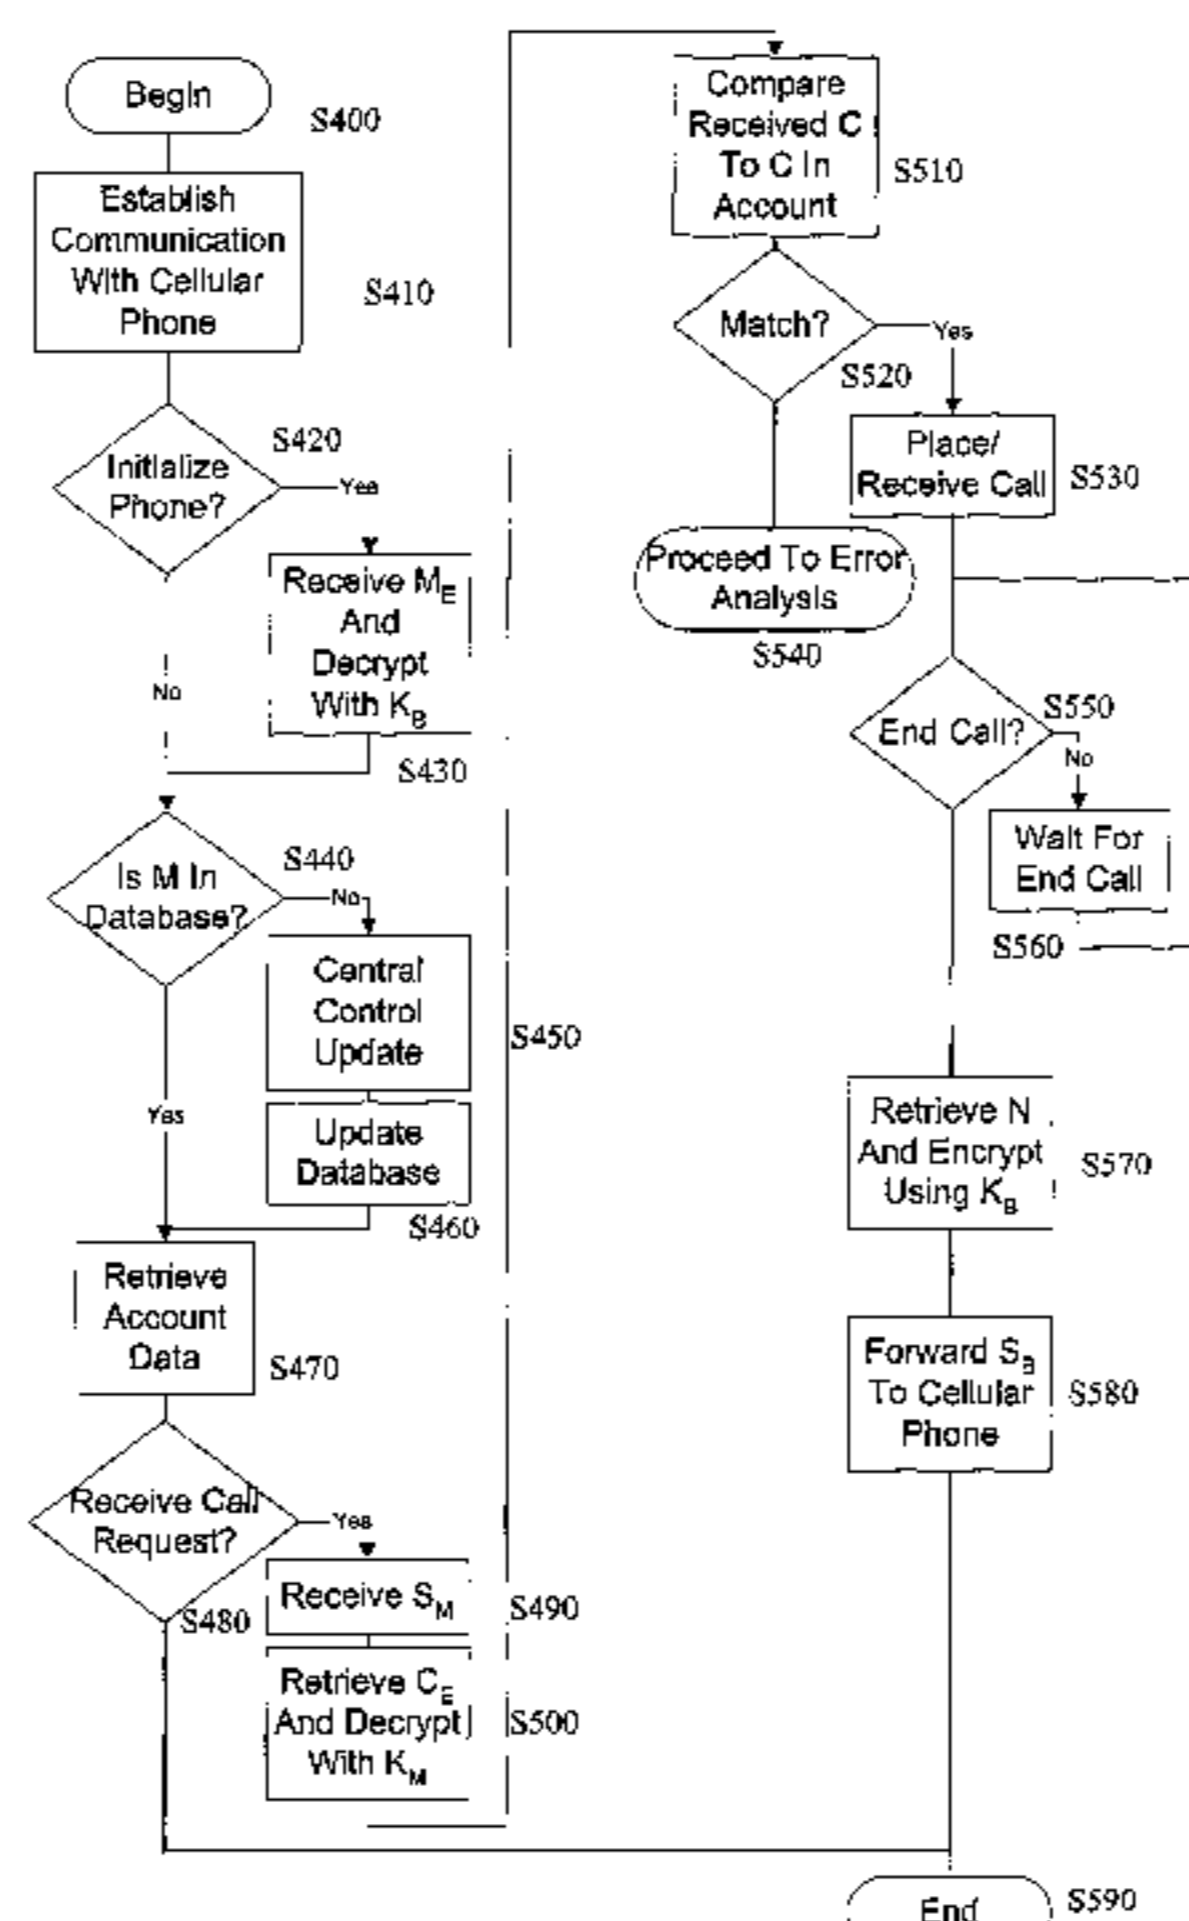 Begin
S400
Establish
Communication
With Cellular
Phone
S410
Initialize
Phone?
S420
Yes
No
Receive M_E
And
Decrypt
With K_B
S430
Is M In
Database?
S440
No
Yes
Central
Control
Update
S450
Update
Database
S460
Retrieve
Account
Data
S470
Receive Call
Request?
S480
Yes
Receive S_M
S490
Retrieve C_E
And Decrypt
With K_M
S500
Compare
Received C
To C In
Account
S510
Match?
S520
Yes
Place/
Receive Call
S530
Proceed To Error
Analysis
S540
End Call?
S550
No
Wait For
End Call
S560
Retrieve N
And Encrypt
Using K_B
S570
Forward S_B
To Cellular
Phone
S580
End
S590